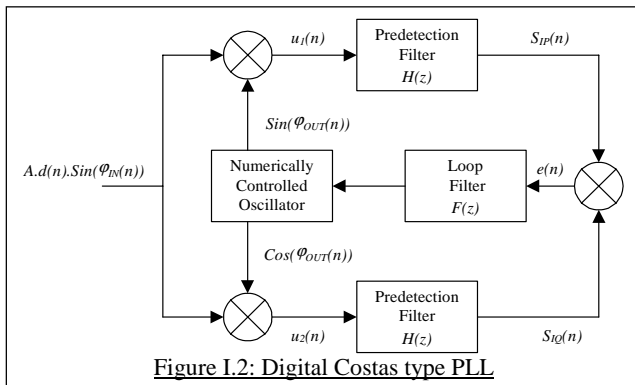 u1(n)
Predetection
Filter
H(z)
SIP(n)
Sin(φOUT(n))
A.d(n).Sin(φIN(n))
Numerically
Controlled
Oscillator
Loop
Filter
F(z)
e(n)
Cos(φOUT(n))
u2(n)
Predetection
Filter
H(z)
SIQ(n)
Figure I.2: Digital Costas type PLL